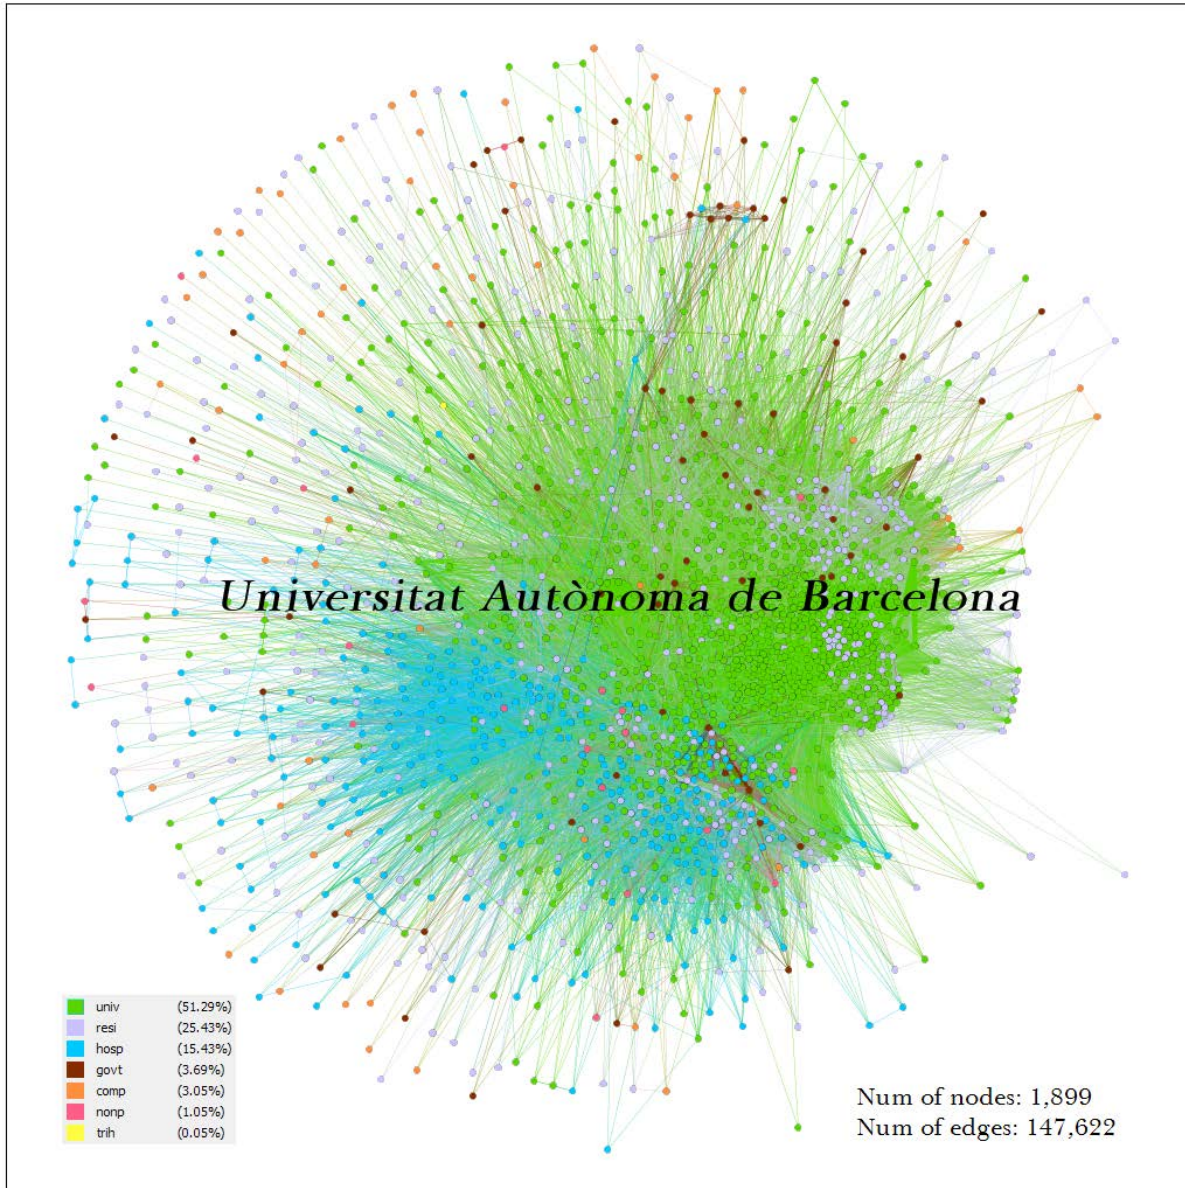 Universitat Autònoma de Barcelona
univ (51.29%)
resi (25.43%)
hosp (15.43%)
govt (3.69%)
comp (3.05%)
nonp (1.05%)
trih (0.05%)
Num of nodes: 1,899
Num of edges: 147,622